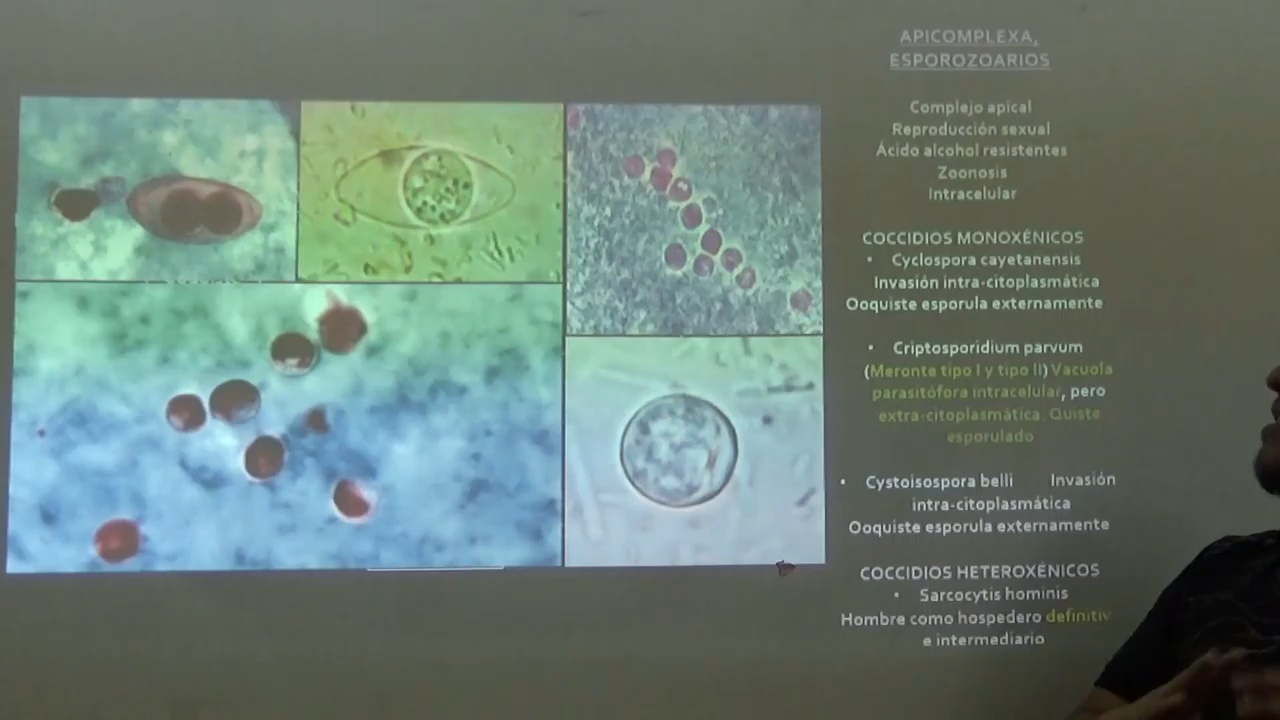 APICOMPLEXA,
ESPOROZOARIOS
Complejo apical
Reproducción sexual
Ácido alcohol resistentes
Zoonosis
Intracelular
COCCIDIOS MONOXÉNICOS
• Cyclospora cayetanensis
Invasión intra-citoplasmática
Ooquiste esporula externamente
• Criptosporidium parvum
(Meronte tipo I y tipo II) Vacuola
parasitófora intracelular, pero
extra-citoplasmática. Quiste
esporulado
• Cystoisospora belli Invasión
intra-citoplasmática
Ooquiste esporula externamente
COCCIDIOS HETEROXÉNICOS
• Sarcocytis hominis
Hombre como hospedero definitiv
e intermediario